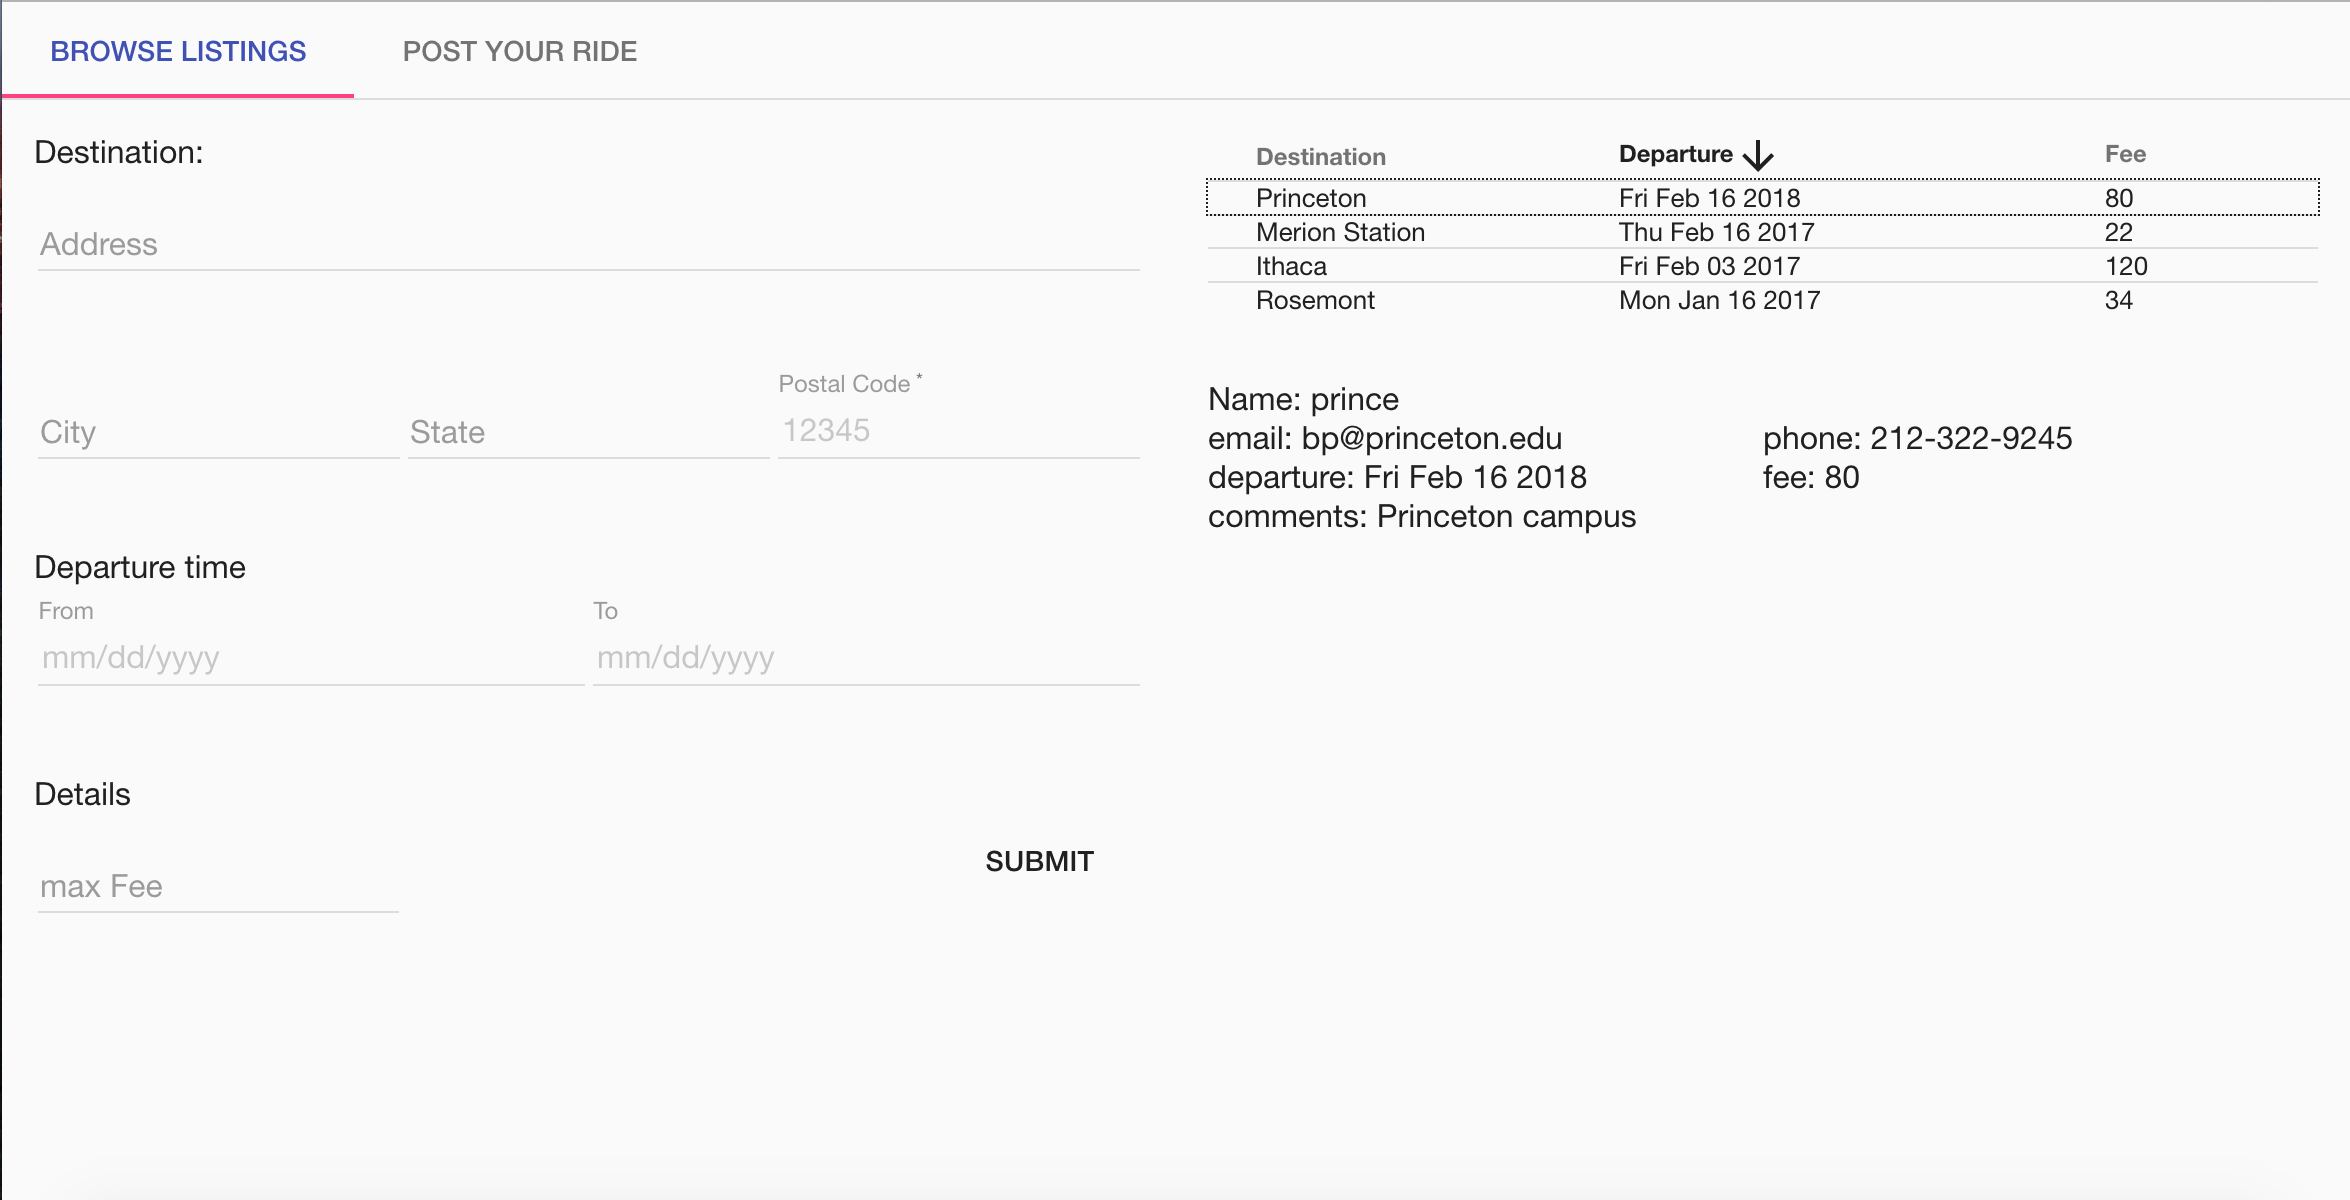 BROWSE LISTINGS POST YOUR RIDE
Destination:
Address
City State Postal Code *
12345
Departure time
From To
mm/dd/yyyy mm/dd/yyyy
Details
max Fee
SUBMIT
Destination Departure Fee
Princeton Fri Feb 16 2018 80
Merion Station Thu Feb 16 2017 22
Ithaca Fri Feb 03 2017 120
Rosemont Mon Jan 16 2017 34
Name: prince
email: bp@princeton.edu phone: 212-322-9245
departure: Fri Feb 16 2018 fee: 80
comments: Princeton campus